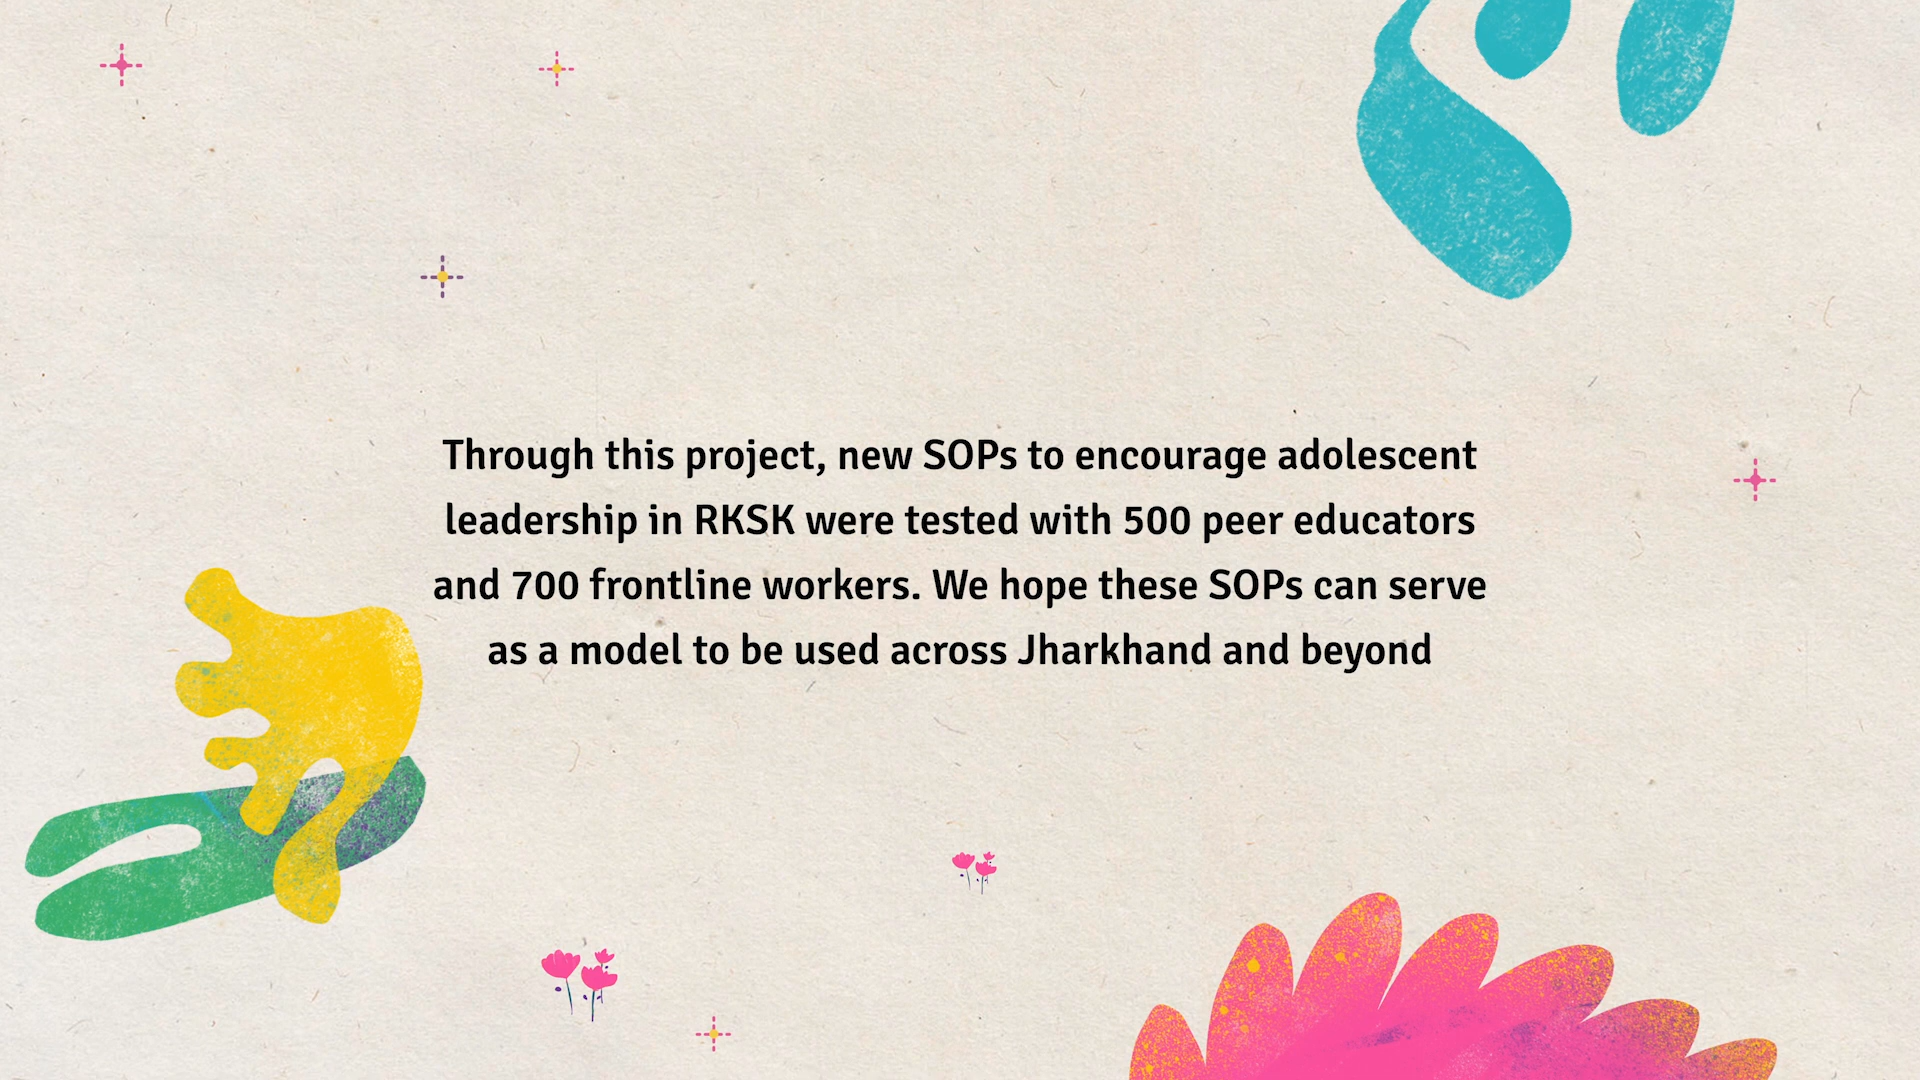 Through this project, new SOPs to encourage adolescent
leadership in RKSK were tested with 500 peer educators
and 700 frontline workers. We hope these SOPs can serve
as a model to be used across Jharkhand and beyond